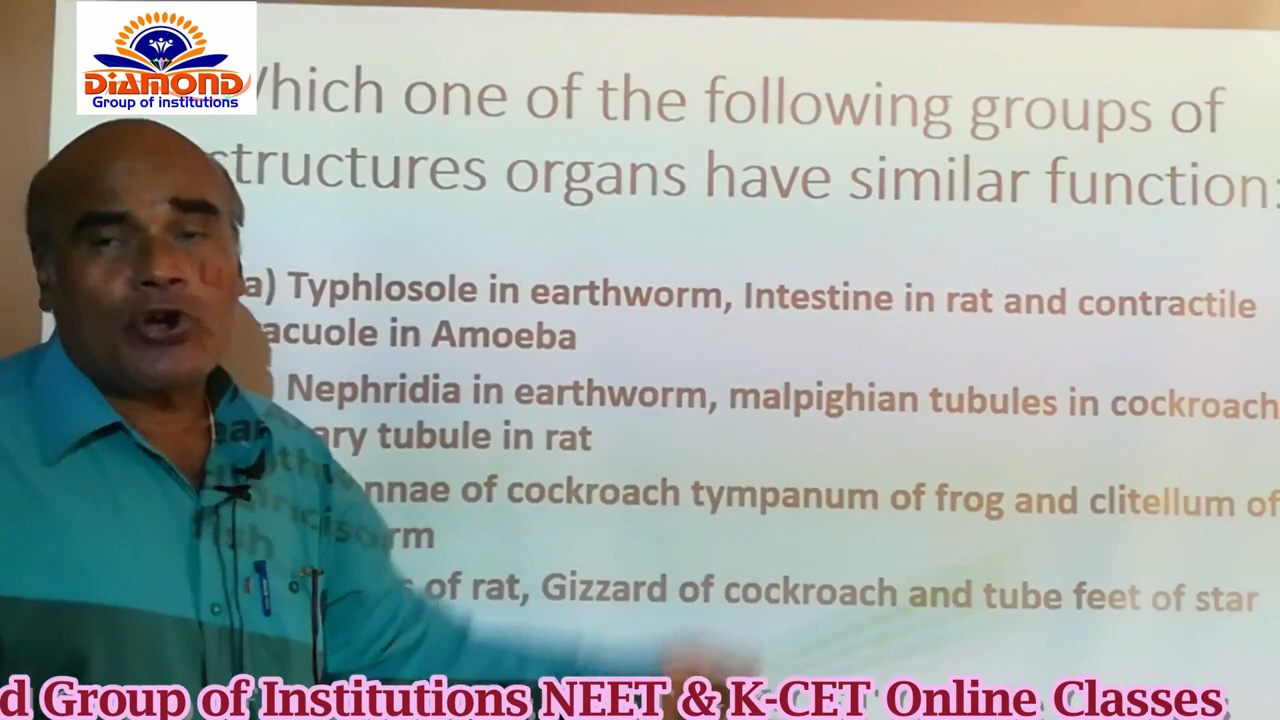 DIAMOND
Group of institutions
hich one of the following groups of
structures organs have similar function:
a) Typhlosole in earthworm, Intestine in rat and contractile
acuole in Amoeba
) Nephridia in earthworm, malpighian tubules in cockroach
ary tubule in rat
nnae of cockroach tympanum of frog and clitellum of
rm
s of rat, Gizzard of cockroach and tube feet of star
fish
d Group of Institutions NEET & K-CET Online Classes